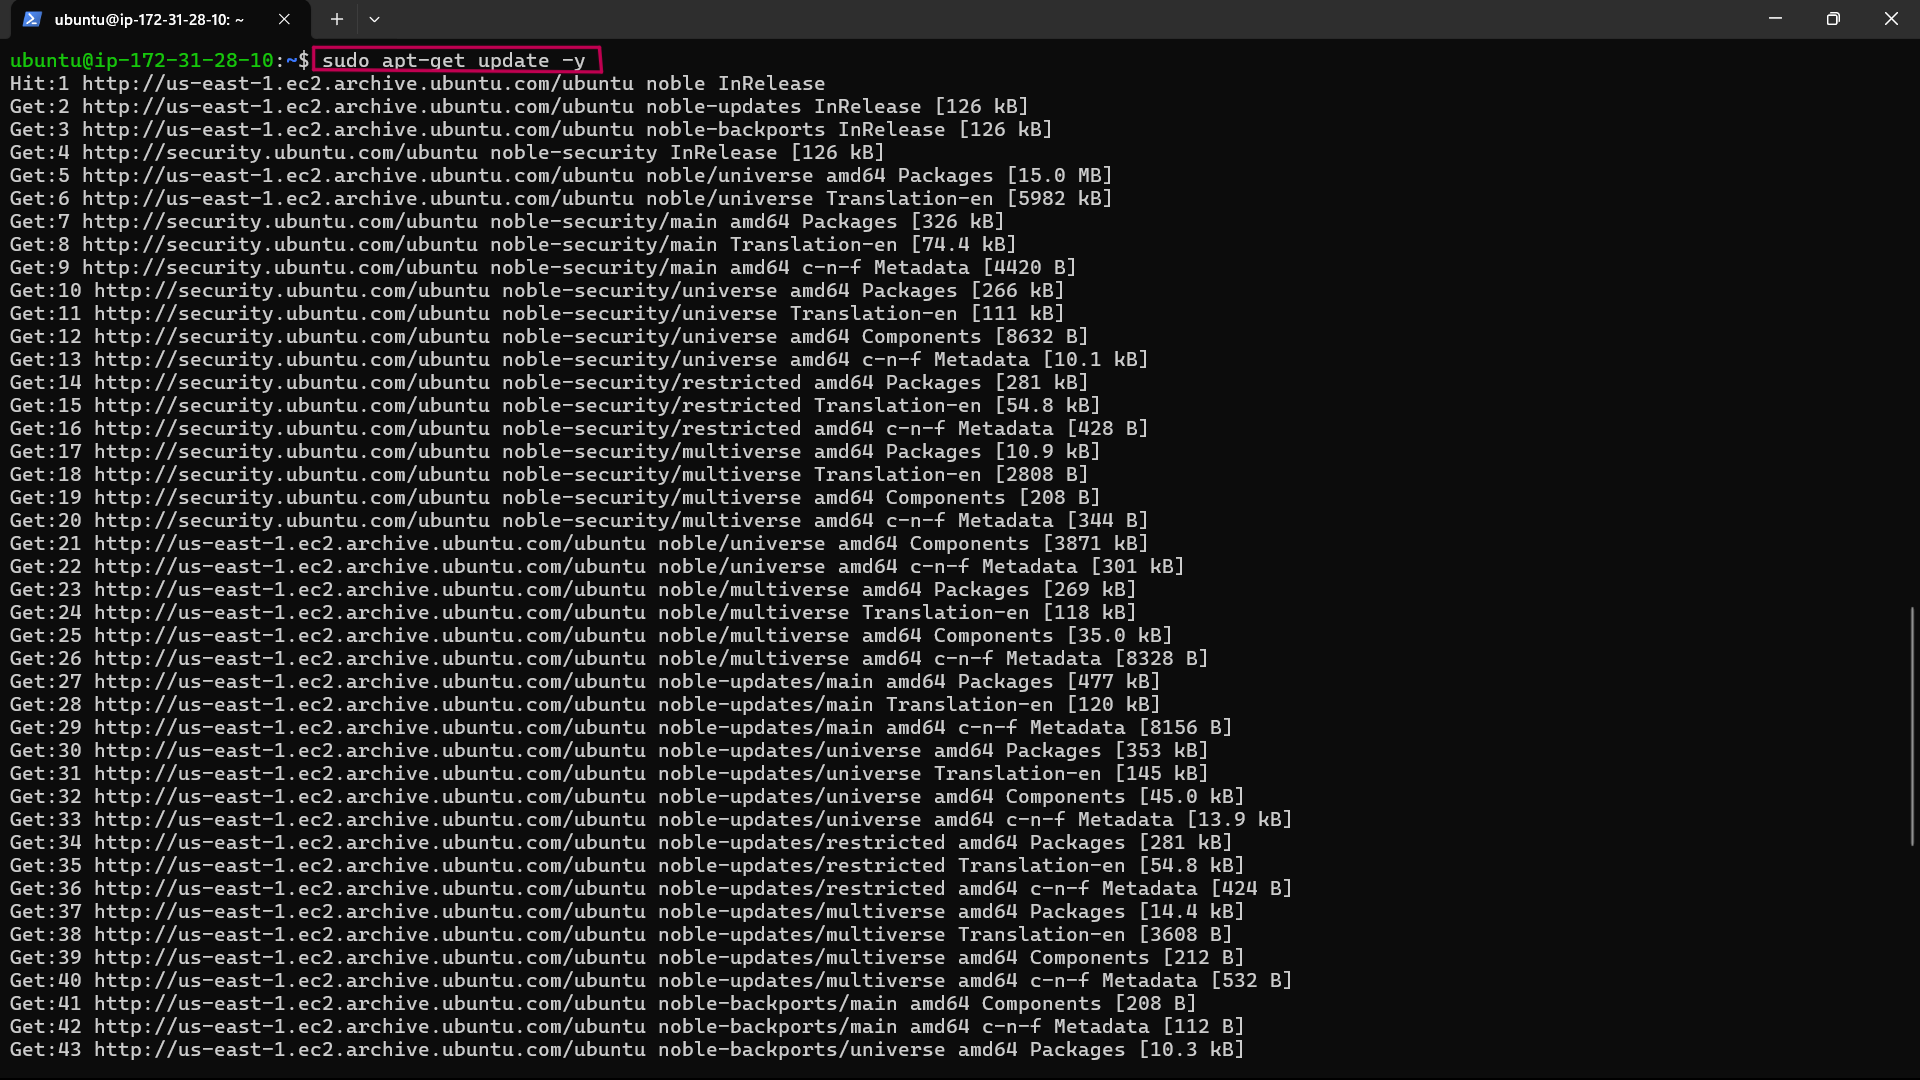 ubuntu@ip-172-31-28-10: ~
ubuntu@ip-172-31-28-10:~$ sudo apt-get update -y
Hit:1 http://us-east-1.ec2.archive.ubuntu.com/ubuntu noble InRelease
Get:2 http://us-east-1.ec2.archive.ubuntu.com/ubuntu noble-updates InRelease [126 kB]
Get:3 http://us-east-1.ec2.archive.ubuntu.com/ubuntu noble-backports InRelease [126 kB]
Get:4 http://security.ubuntu.com/ubuntu noble-security InRelease [126 kB]
Get:5 http://us-east-1.ec2.archive.ubuntu.com/ubuntu noble/universe amd64 Packages [15.0 MB]
Get:6 http://us-east-1.ec2.archive.ubuntu.com/ubuntu noble/universe Translation-en [5982 kB]
Get:7 http://security.ubuntu.com/ubuntu noble-security/main amd64 Packages [326 kB]
Get:8 http://security.ubuntu.com/ubuntu noble-security/main Translation-en [74.4 kB]
Get:9 http://security.ubuntu.com/ubuntu noble-security/main amd64 c-n-f Metadata [4420 B]
Get:10 http://security.ubuntu.com/ubuntu noble-security/universe amd64 Packages [266 kB]
Get:11 http://security.ubuntu.com/ubuntu noble-security/universe Translation-en [111 kB]
Get:12 http://security.ubuntu.com/ubuntu noble-security/universe amd64 Components [8632 B]
Get:13 http://security.ubuntu.com/ubuntu noble-security/universe amd64 c-n-f Metadata [10.1 kB]
Get:14 http://security.ubuntu.com/ubuntu noble-security/restricted amd64 Packages [281 kB]
Get:15 http://security.ubuntu.com/ubuntu noble-security/restricted Translation-en [54.8 kB]
Get:16 http://security.ubuntu.com/ubuntu noble-security/restricted amd64 c-n-f Metadata [428 B]
Get:17 http://security.ubuntu.com/ubuntu noble-security/multiverse amd64 Packages [10.9 kB]
Get:18 http://security.ubuntu.com/ubuntu noble-security/multiverse Translation-en [2808 B]
Get:19 http://security.ubuntu.com/ubuntu noble-security/multiverse amd64 Components [208 B]
Get:20 http://security.ubuntu.com/ubuntu noble-security/multiverse amd64 c-n-f Metadata [344 B]
Get:21 http://us-east-1.ec2.archive.ubuntu.com/ubuntu noble/universe amd64 Components [3871 kB]
Get:22 http://us-east-1.ec2.archive.ubuntu.com/ubuntu noble/universe amd64 c-n-f Metadata [301 kB]
Get:23 http://us-east-1.ec2.archive.ubuntu.com/ubuntu noble/multiverse amd64 Packages [269 kB]
Get:24 http://us-east-1.ec2.archive.ubuntu.com/ubuntu noble/multiverse Translation-en [118 kB]
Get:25 http://us-east-1.ec2.archive.ubuntu.com/ubuntu noble/multiverse amd64 Components [35.0 kB]
Get:26 http://us-east-1.ec2.archive.ubuntu.com/ubuntu noble/multiverse amd64 c-n-f Metadata [8328 B]
Get:27 http://us-east-1.ec2.archive.ubuntu.com/ubuntu noble-updates/main amd64 Packages [477 kB]
Get:28 http://us-east-1.ec2.archive.ubuntu.com/ubuntu noble-updates/main Translation-en [120 kB]
Get:29 http://us-east-1.ec2.archive.ubuntu.com/ubuntu noble-updates/main amd64 c-n-f Metadata [8156 B]
Get:30 http://us-east-1.ec2.archive.ubuntu.com/ubuntu noble-updates/universe amd64 Packages [353 kB]
Get:31 http://us-east-1.ec2.archive.ubuntu.com/ubuntu noble-updates/universe Translation-en [145 kB]
Get:32 http://us-east-1.ec2.archive.ubuntu.com/ubuntu noble-updates/universe amd64 Components [45.0 kB]
Get:33 http://us-east-1.ec2.archive.ubuntu.com/ubuntu noble-updates/universe amd64 c-n-f Metadata [13.9 kB]
Get:34 http://us-east-1.ec2.archive.ubuntu.com/ubuntu noble-updates/restricted amd64 Packages [281 kB]
Get:35 http://us-east-1.ec2.archive.ubuntu.com/ubuntu noble-updates/restricted Translation-en [54.8 kB]
Get:36 http://us-east-1.ec2.archive.ubuntu.com/ubuntu noble-updates/restricted amd64 c-n-f Metadata [424 B]
Get:37 http://us-east-1.ec2.archive.ubuntu.com/ubuntu noble-updates/multiverse amd64 Packages [14.4 kB]
Get:38 http://us-east-1.ec2.archive.ubuntu.com/ubuntu noble-updates/multiverse Translation-en [3608 B]
Get:39 http://us-east-1.ec2.archive.ubuntu.com/ubuntu noble-updates/multiverse amd64 Components [212 B]
Get:40 http://us-east-1.ec2.archive.ubuntu.com/ubuntu noble-updates/multiverse amd64 c-n-f Metadata [532 B]
Get:41 http://us-east-1.ec2.archive.ubuntu.com/ubuntu noble-backports/main amd64 Components [208 B]
Get:42 http://us-east-1.ec2.archive.ubuntu.com/ubuntu noble-backports/main amd64 c-n-f Metadata [112 B]
Get:43 http://us-east-1.ec2.archive.ubuntu.com/ubuntu noble-backports/universe amd64 Packages [10.3 kB]